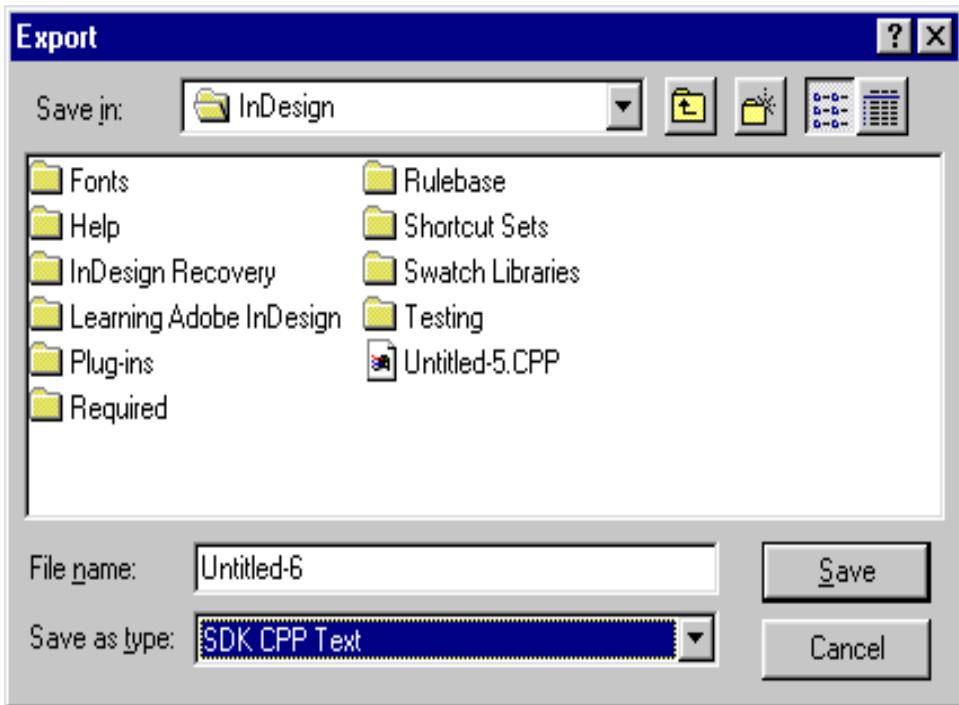 Export
Save in: InDesign
Fonts
Help
InDesign Recovery
Learning Adobe InDesign
Plug-ins
Required
Rulebase
Shortcut Sets
Swatch Libraries
Testing
Untitled-5.CPP
File name: Untitled-6 Save
Save as type: SDK CPP Text Cancel